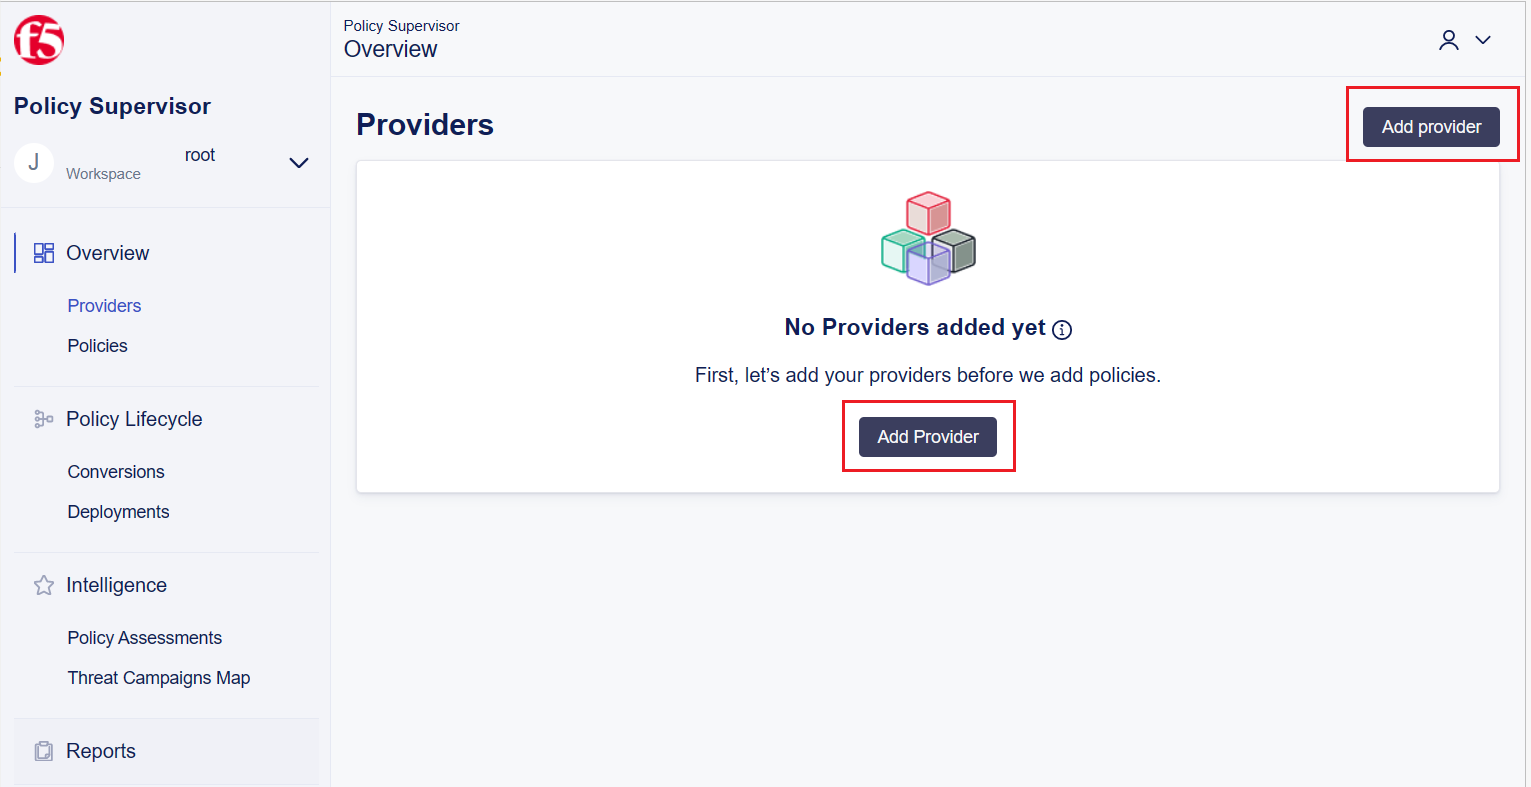 f5
Policy Supervisor
J
root
Workspace
Overview
Providers
Policies
Policy Lifecycle
Conversions
Deployments
Intelligence
Policy Assessments
Threat Campaigns Map
Reports
Policy Supervisor
Overview
Providers
Add provider
No Providers added yet
First, let’s add your providers before we add policies.
Add Provider